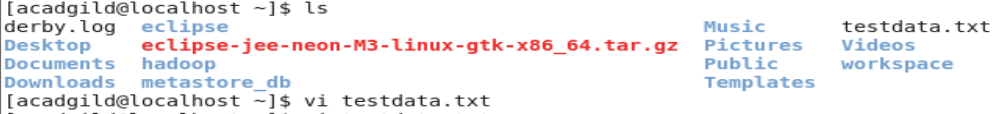 [acadgild@localhost ~]$ ls
derby.log eclipse Music testdata.txt
Desktop eclipse-jee-neon-M3-linux-gtk-x86_64.tar.gz Pictures Videos
Documents hadoop Public workspace
Downloads metastore_db Templates
[acadgild@localhost ~]$ vi testdata.txt